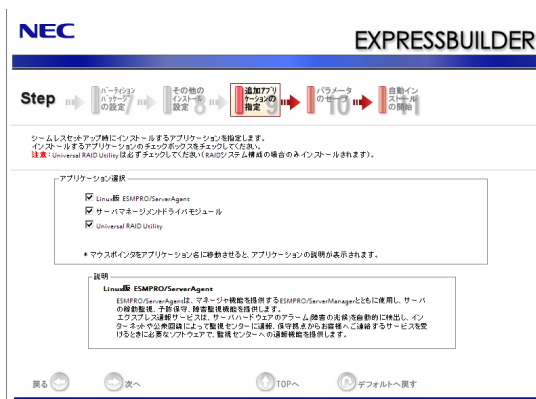 NEC
EXPRESSBUILDER
Step
パーティション
パッケージ
の設定
7
その他の
インストール
設定
8
追加アプリ
ケーションの
指定
9
パラメータ
のセーブ
10
自動イン
ストール
の開始
シームレスセットアップ時にインストールするアプリケーションを指定します。
インストールするアプリケーションのチェックボックスをチェックしてください。
注意：Universal RAID Utilityは必ずチェックしてください（RAIDシステム構成の場合のみインストールされます）。
アプリケーション選択
Linux版 ESMPRO/ServerAgent
サーバマネージメントドライバモジュール
Universal RAID Utility
* マウスポインタをアプリケーション名に移動させると、アプリケーションの説明が表示されます。
説明
Linux版 ESMPRO/ServerAgent
ESMPRO/ServerAgentは、マネージャ機能を提供するESMPRO/ServerManagerとともに使用し、サーバ
の稼動監視、予防保守、障害監視機能を提供します。
エクスプレス通報サービスは、サーバハードウェアのアラーム(障害の兆候)を自動的に検出し、イン
ターネットや公衆回線によって監視センターに通報、保守拠点からお客様へご連絡するサービスを受
けるときに必要なソフトウェアで、監視センターへの通報機能を提供します。
戻る
次へ
TOPへ
デフォルトへ戻す